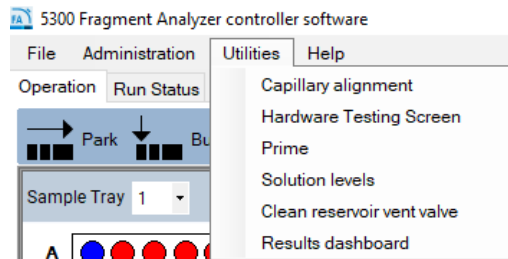 FA 5300 Fragment Analyzer controller software
File Administration Utilities Help
Operation Run Status
Capillary alignment
Hardware Testing Screen
Park
Prime
Solution levels
Sample Tray 1
Clean reservoir vent valve
Results dashboard
A